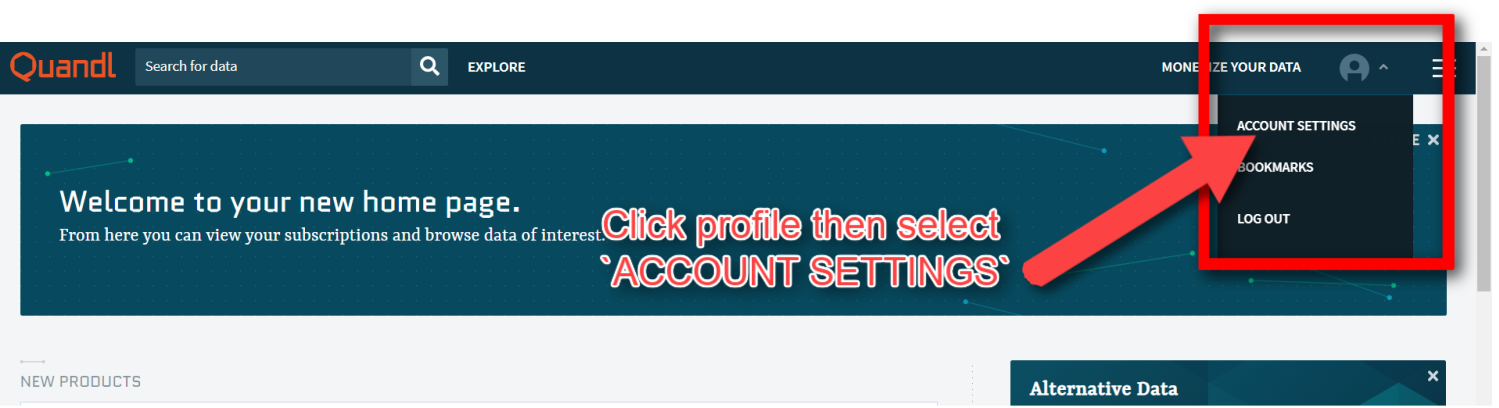 Quandl
Search for data
EXPLORE
MONETIZE YOUR DATA
ACCOUNT SETTINGS
BOOKMARKS
LOG OUT
Welcome to your new home page.
From here you can view your subscriptions and browse data of interest.
Click profile then select
`ACCOUNT SETTINGS`
NEW PRODUCTS
Alternative Data